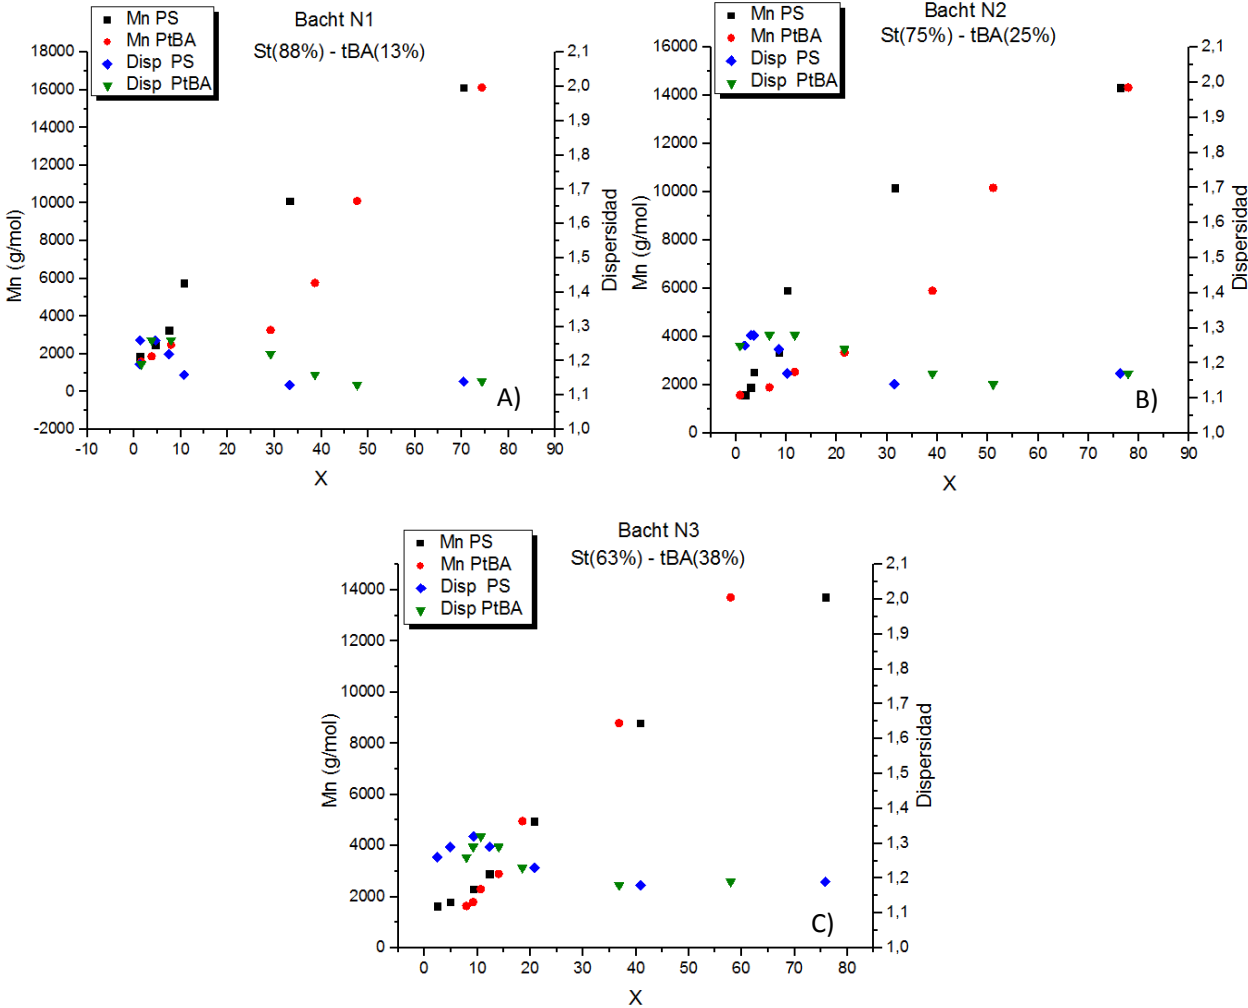 Bacht N1
St(88%) - tBA(13%)
Mn PS
Mn PtBA
Disp PS
Disp PtBA
18000
16000
14000
12000
10000
8000
6000
4000
2000
0
-2000
Mn (g/mol)
-10 0 10 20 30 40 50 60 70 80 90
X
2,1
2,0
1,9
1,8
1,7
1,6
1,5
1,4
1,3
1,2
1,1
1,0
Dispersidad
A)
Bacht N2
St(75%) - tBA(25%)
Mn PS
Mn PtBA
Disp PS
Disp PtBA
16000
14000
12000
10000
8000
6000
4000
2000
0
Mn (g/mol)
0 10 20 30 40 50 60 70 80 90
X
2,1
2,0
1,9
1,8
1,7
1,6
1,5
1,4
1,3
1,2
1,1
1,0
Dispersidad
B)
Bacht N3
St(63%) - tBA(38%)
Mn PS
Mn PtBA
Disp PS
Disp PtBA
14000
12000
10000
8000
6000
4000
2000
0
Mn (g/mol)
0 10 20 30 40 50 60 70 80
X
2,1
2,0
1,9
1,8
1,7
1,6
1,5
1,4
1,3
1,2
1,1
1,0
Dispersidad
C)